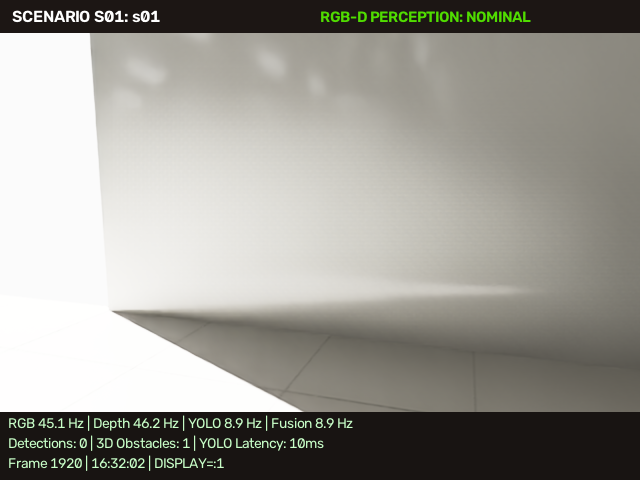 SCENARIO S01: s01
RGB-D PERCEPTION: NOMINAL
RGB 45.1 Hz | Depth 46.2 Hz | YOLO 8.9 Hz | Fusion 8.9 Hz
Detections: 0 | 3D Obstacles: 1 | YOLO Latency: 10ms
Frame 1920 | 16:32:02 | DISPLAY=:1